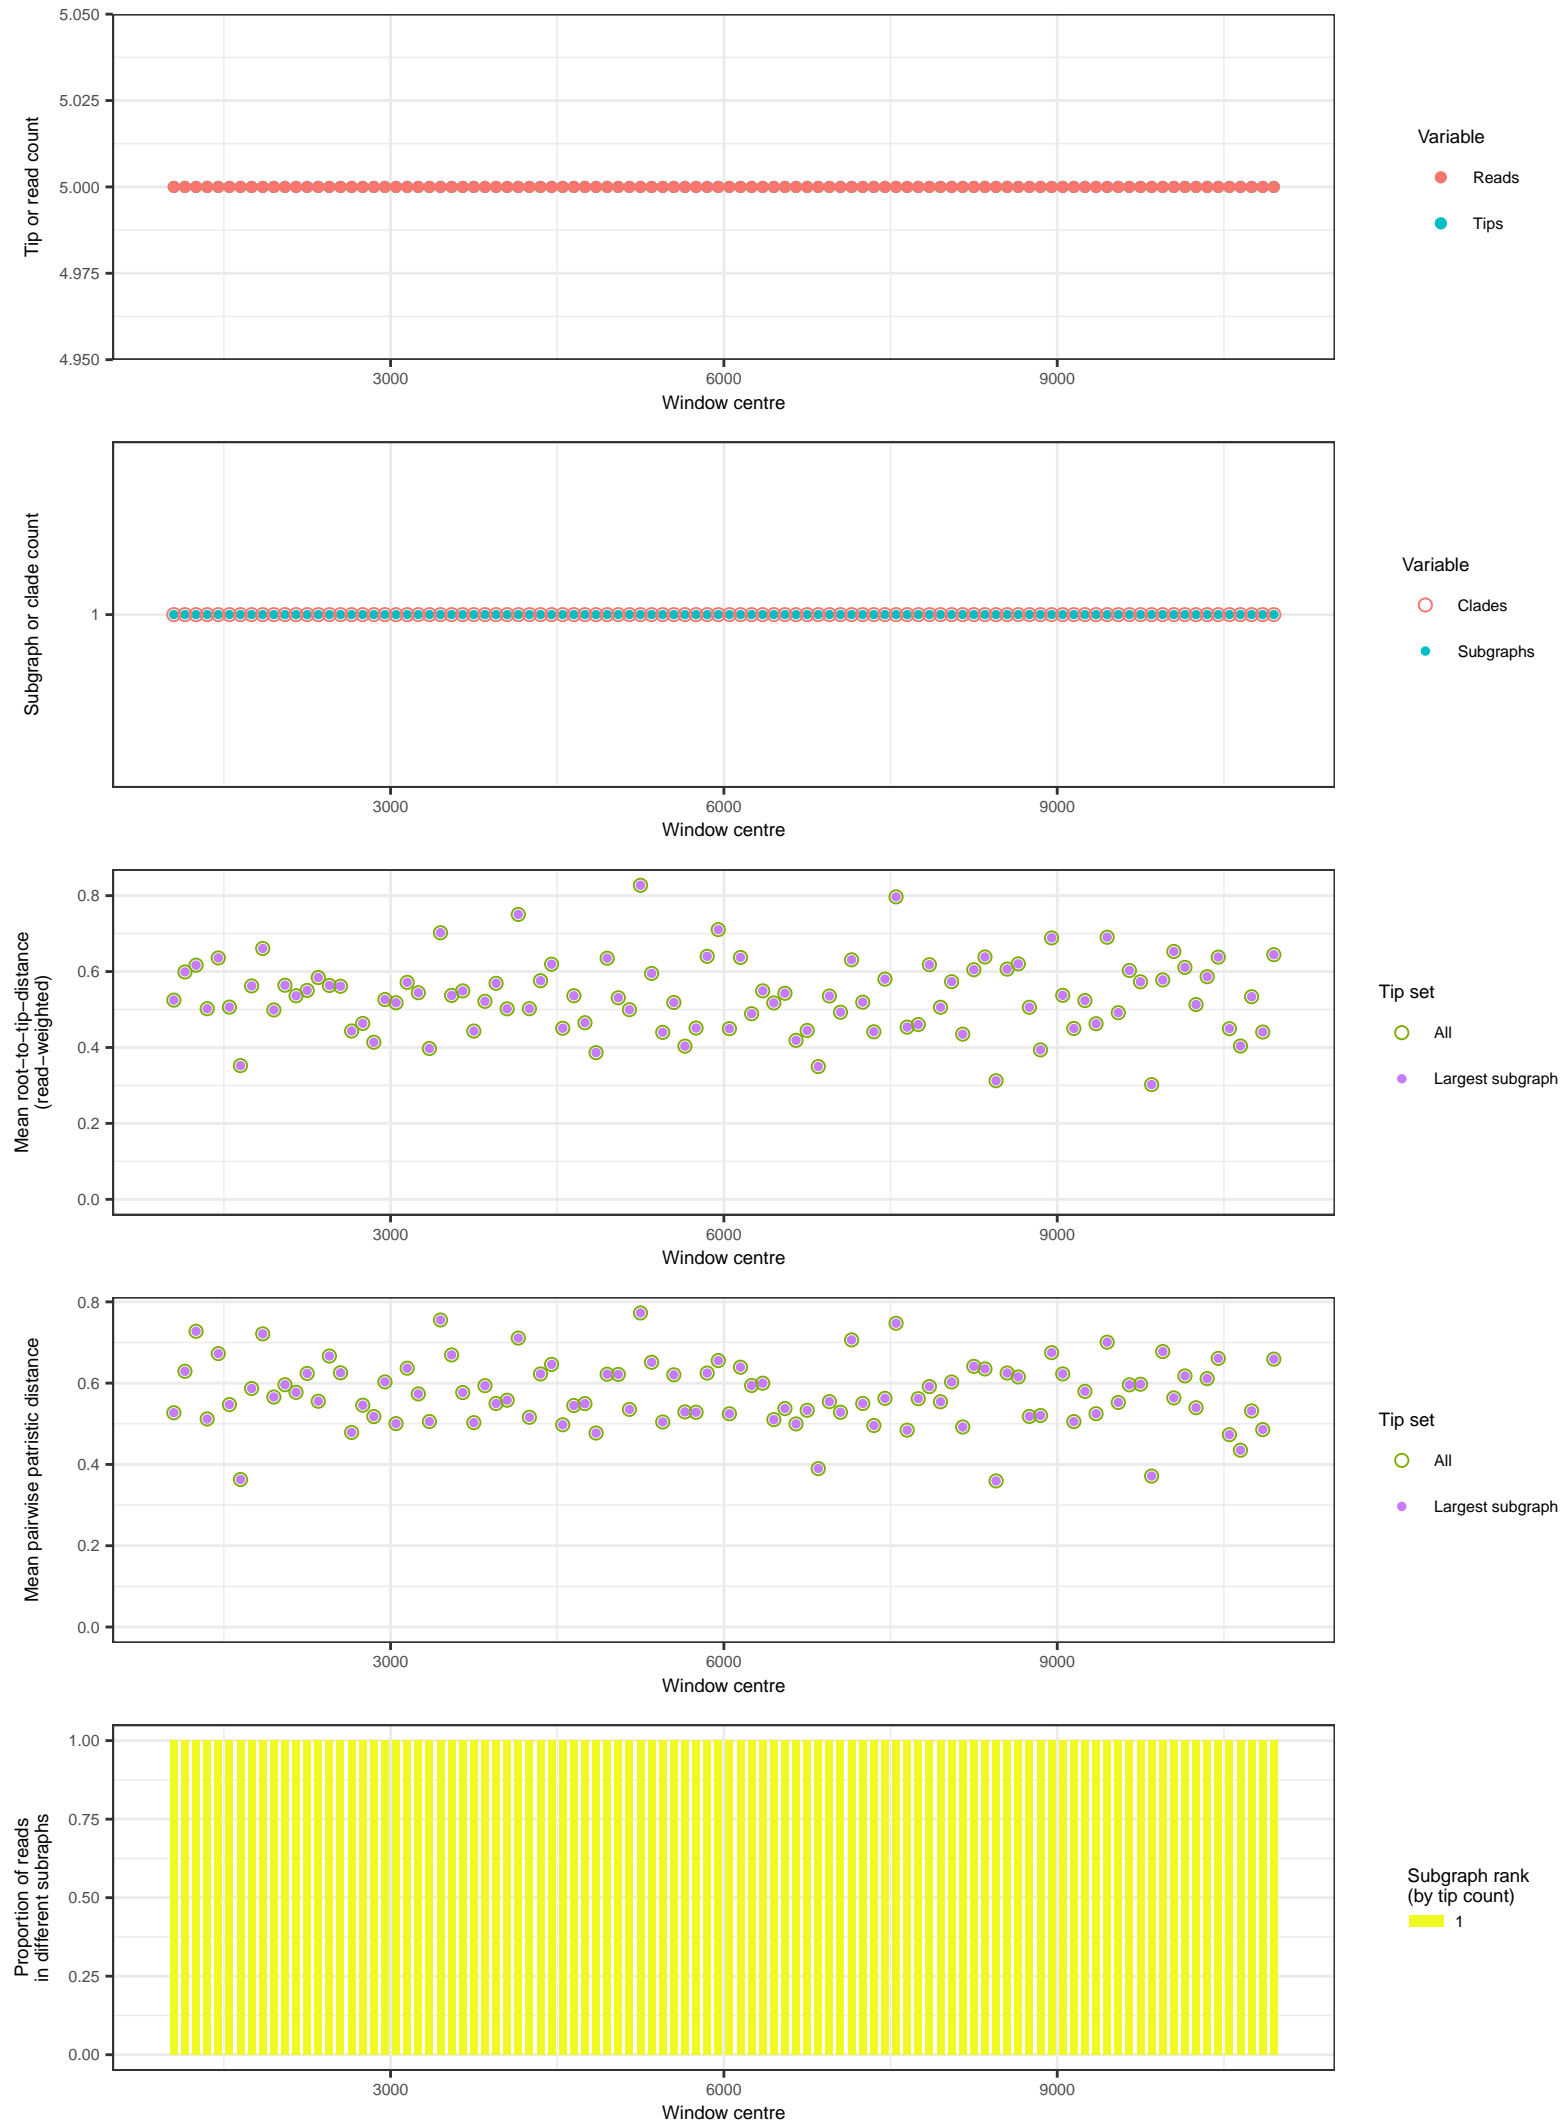 5.050
5.025
5.000
4.975
4.950
Tip or read count
3000
6000
9000
Window centre
Variable
Reads
Tips
Subgraph or clade count
1
3000
6000
9000
Window centre
Variable
Clades
Subgraphs
Mean root−to−tip−distance
(read−weighted)
0.8
0.6
0.4
0.2
0.0
3000
6000
9000
Window centre
Tip set
All
Largest subgraph
Mean pairwise patristic distance
0.8
0.6
0.4
0.2
0.0
3000
6000
9000
Window centre
Tip set
All
Largest subgraph
Proportion of reads
in different subraphs
1.00
0.75
0.50
0.25
0.00
3000
6000
9000
Window centre
Subgraph rank
(by tip count)
1